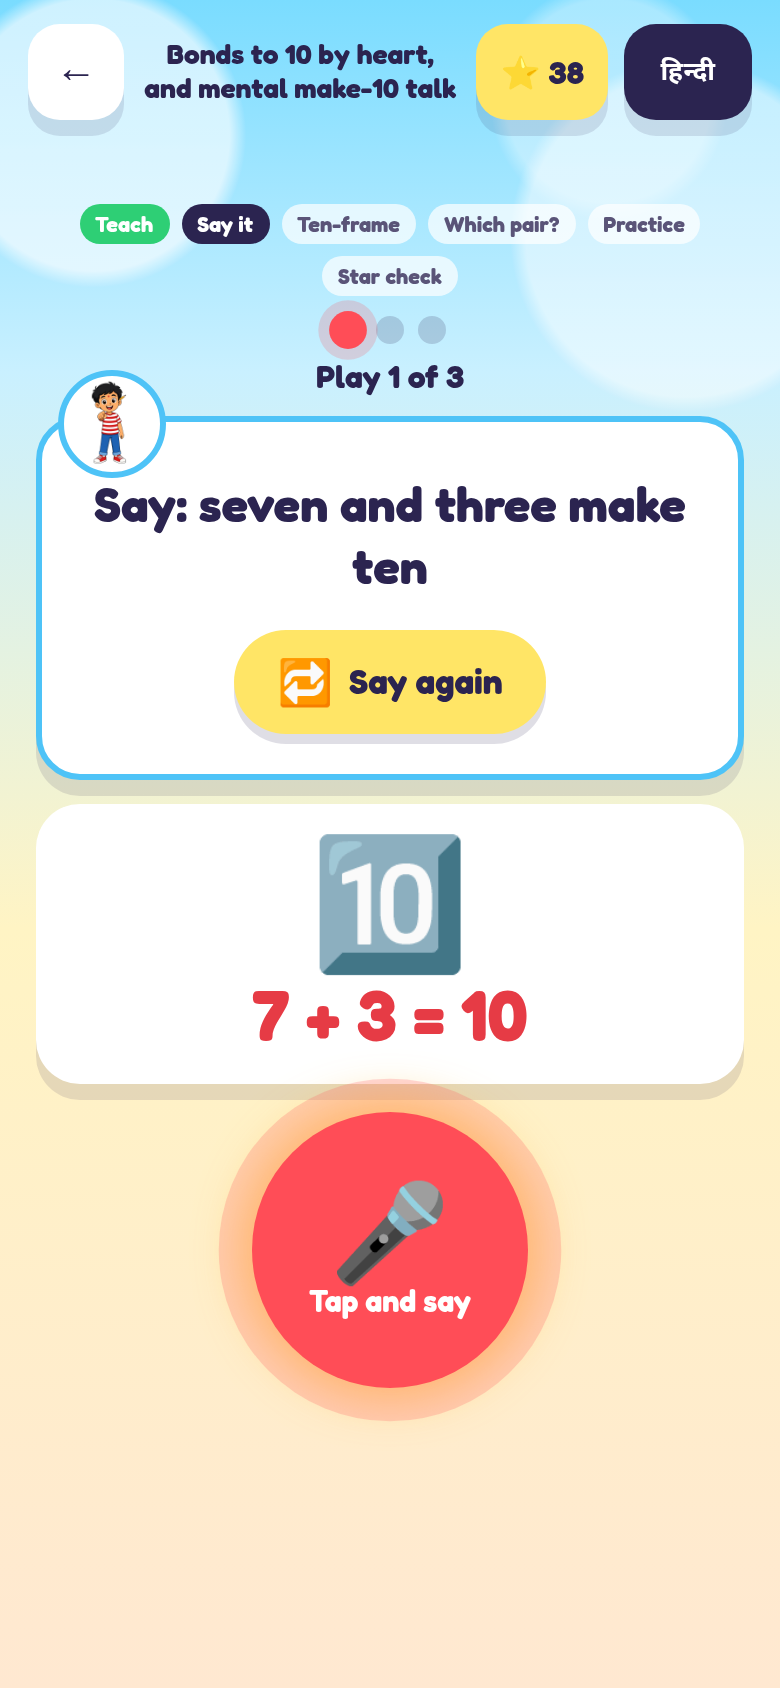 ←
Bonds to 10 by heart,
and mental make-10 talk
⭐ 38
हिन्दी
Teach
Say it
Ten-frame
Which pair?
Practice
Star check
Play 1 of 3
Say: seven and three make
ten
🔁 Say again
🔟
7 + 3 = 10
🎤
Tap and say